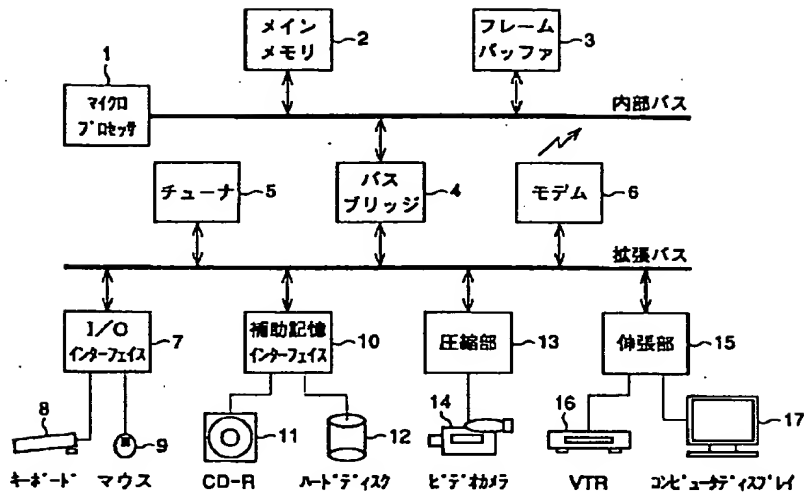 メイン
メモリ
2
フレーム
バッファ
3
1
マイクロ
プロセッサ
内部バス
チューナ
5
バス
ブリッジ
4
モデム
6
拡張バス
I/O
インターフェイス
7
補助記憶
インターフェイス
10
圧縮部
13
伸張部
15
8
9
11
12
14
16
17
キーボード
マウス
CD-R
ハードディスク
ビデオカメラ
VTR
コンピュータディスプレイ